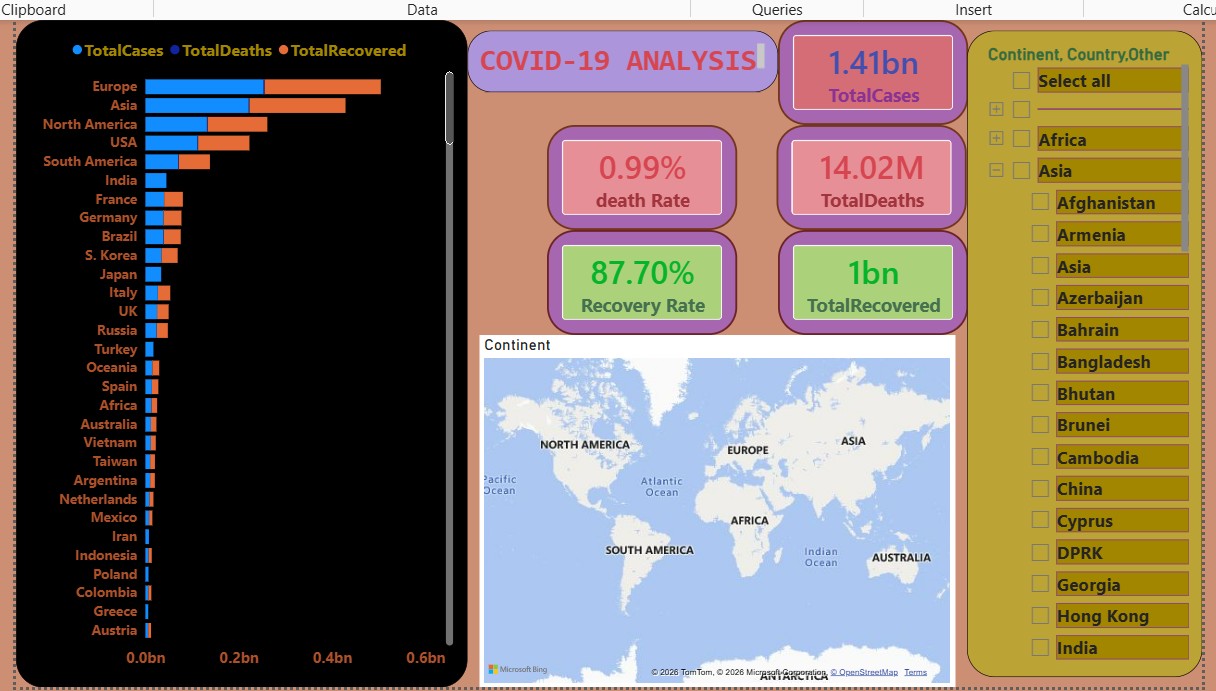 Clipboard
Data
Queries
Insert
Calcu
TotalCases TotalDeaths TotalRecovered
Europe
Asia
North America
USA
South America
India
France
Germany
Brazil
S. Korea
Japan
Italy
UK
Russia
Turkey
Oceania
Spain
Africa
Australia
Vietnam
Taiwan
Argentina
Netherlands
Mexico
Iran
Indonesia
Poland
Colombia
Greece
Austria
0.0bn 0.2bn 0.4bn 0.6bn
COVID-19 ANALYSIS
1.41bn
TotalCases
0.99%
death Rate
14.02M
TotalDeaths
87.70%
Recovery Rate
1bn
TotalRecovered
Continent
NORTH AMERICA
EUROPE
ASIA
Pacific
Ocean
Atlantic
Ocean
AFRICA
SOUTH AMERICA
Indian
Ocean
AUSTRALIA
ANTARCTICA
Microsoft Bing
© 2026 TomTom, © 2026 Microsoft Corporation, © OpenStreetMap Terms
Continent, Country,Other
Select all
Africa
Asia
Afghanistan
Armenia
Asia
Azerbaijan
Bahrain
Bangladesh
Bhutan
Brunei
Cambodia
China
Cyprus
DPRK
Georgia
Hong Kong
India